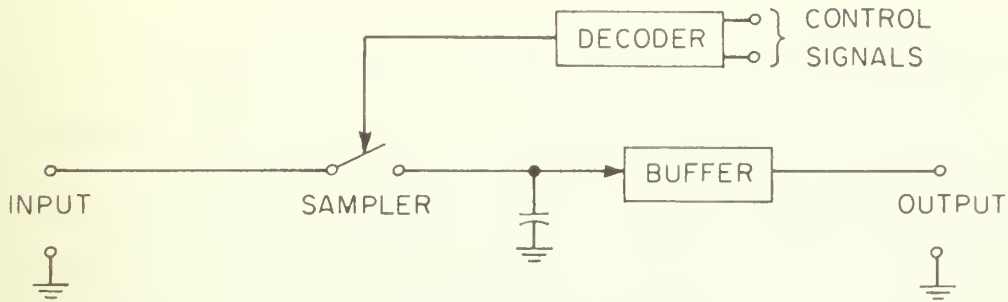 DECODER
CONTROL
SIGNALS
INPUT
SAMPLER
BUFFER
OUTPUT